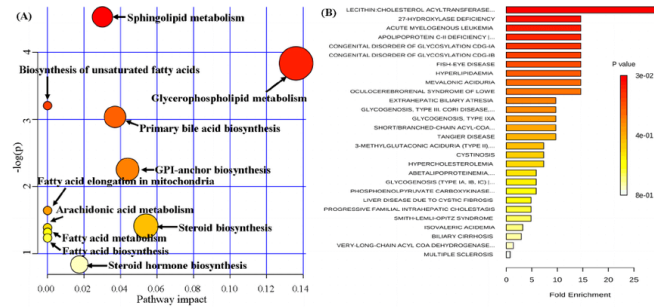 (A)
Sphingolipid metabolism
Biosynthesis of unsaturated fatty acids
Glycerophospholipid metabolism
Primary bile acid biosynthesis
GPI-anchor biosynthesis
Fatty acid elongation in mitochondria
Arachidonic acid metabolism
Steroid biosynthesis
Fatty acid metabolism
Fatty acid biosynthesis
Steroid hormone biosynthesis
-log(p)
4
3
2
1
0.00 0.02 0.04 0.06 0.08 0.10 0.12 0.14
Pathway impact
(B)
LECITHIN:CHOLESTEROL ACYLTRANSFERASE...
27-HYDROXYLASE DEFICIENCY
ACUTE MYELOGENOUS LEUKEMIA
APOLIPOPROTEIN C-II DEFICIENCY (...
CONGENITAL DISORDER OF GLYCOSYLATION CDG-IA
CONGENITAL DISORDER OF GLYCOSYLATION CDG-IB
FISH-EYE DISEASE
HYPERLIPIDAEMIA
MEVALONIC ACIDURIA
OCULOCEREBRORENAL SYNDROME OF LOWE
EXTRAHEPATIC BILIARY ATRESIA
GLYCOGENOSIS, TYPE III. CORI DISEASE,...
GLYCOGENOSIS, TYPE IXA
SHORT/BRANCHED-CHAIN ACYL-COA...
TANGIER DISEASE
3-METHYLGLUTACONIC ACIDURIA (TYPE II)...
CYSTINOSIS
HYPERCHOLESTEROLEMIA
ABETALIPOPROTEINEMIA...
GLYCOGENOSIS (TYPE IA, IB, IC) (...
PHOSPHOENOLPYRUVATE CARBOXYKINASE...
LIVER DISEASE DUE TO CYSTIC FIBROSIS
PROGRESSIVE FAMILIAL INTRAHEPATIC CHOLESTASIS
SMITH-LEMLI-OPITZ SYNDROME
ISOVALERIC ACIDEMIA
BILIARY CIRRHOSIS
VERY-LONG-CHAIN ACYL COA DEHYDROGENASE...
MULTIPLE SCLEROSIS
0 5 10 15 20 25
Fold Enrichment
P value
3e-02
4e-01
8e-01